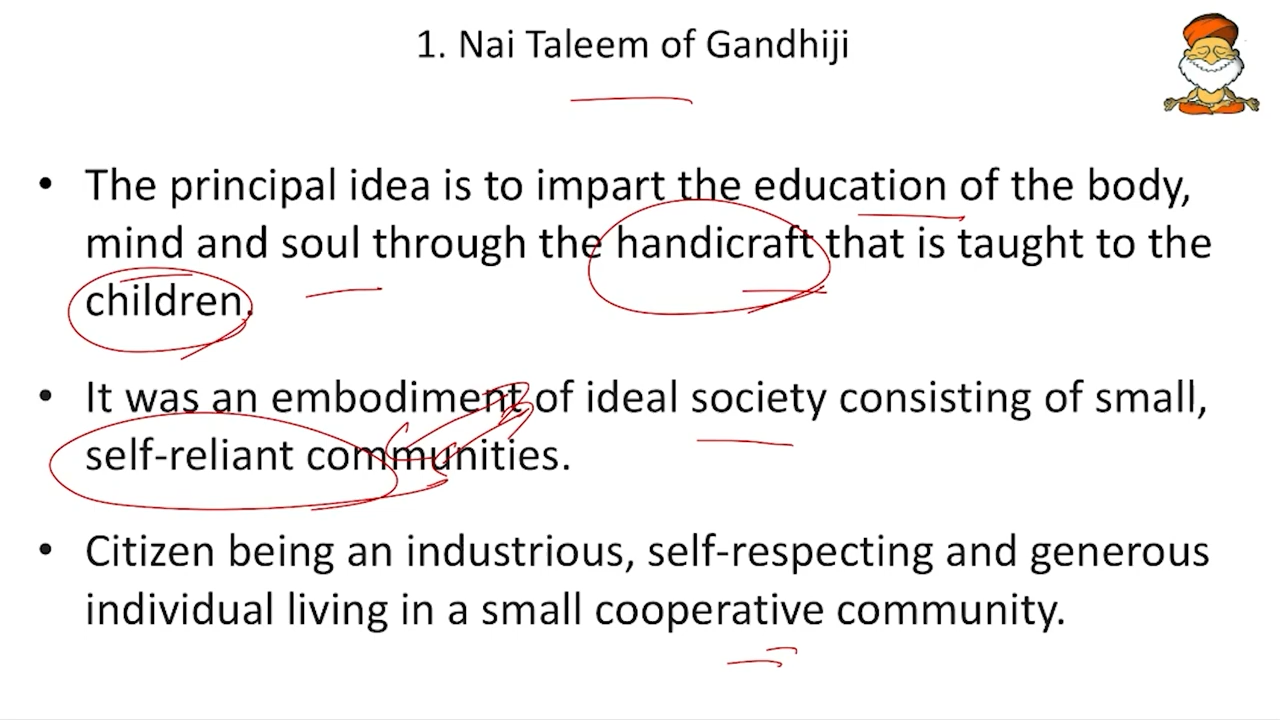 1. Nai Taleem of Gandhiji
• The principal idea is to impart the education of the body,
mind and soul through the handicraft that is taught to the
children.
• It was an embodiment of ideal society consisting of small,
self-reliant communities.
• Citizen being an industrious, self-respecting and generous
individual living in a small cooperative community.